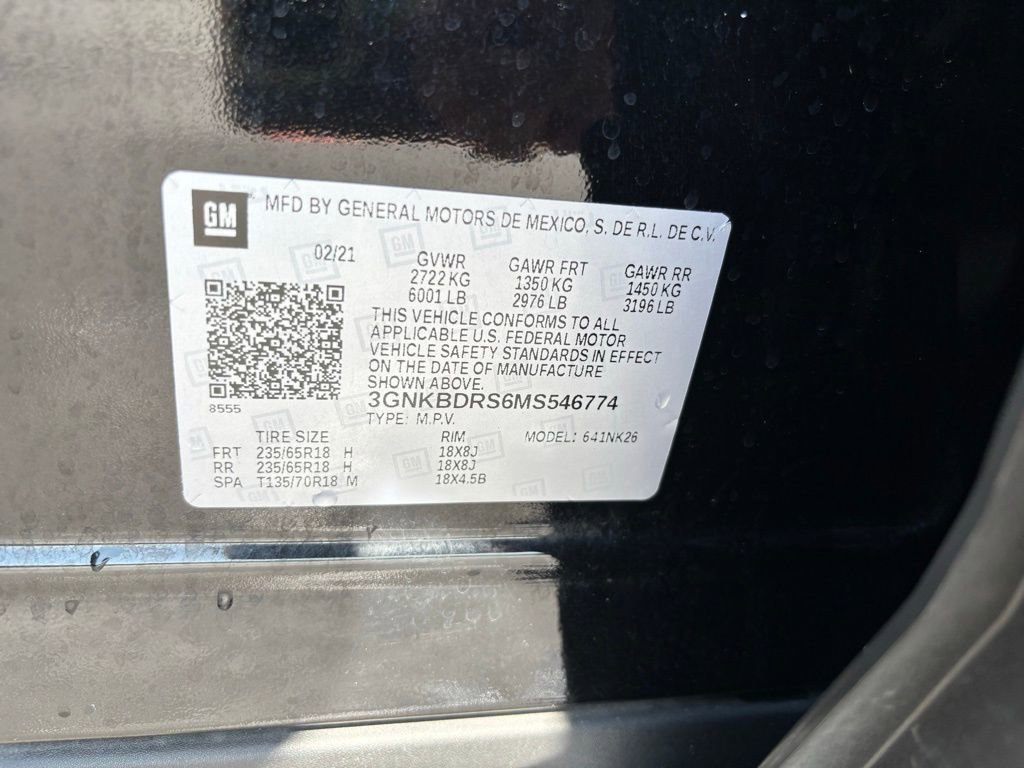 GM MFD BY GENERAL MOTORS DE MEXICO, S. DE R.L. DE C.V.
02/21 GVWR GAWR FRT GAWR RR
2722 KG 1350 KG 1450 KG
6001 LB 2976 LB 3196 LB
THIS VEHICLE CONFORMS TO ALL
APPLICABLE U.S. FEDERAL MOTOR
VEHICLE SAFETY STANDARDS IN EFFECT
ON THE DATE OF MANUFACTURE
SHOWN ABOVE.
8555 3GNKBDRS6MS546774
TYPE: M.P.V.
TIRE SIZE RIM MODEL: 641NK26
FRT 235/65R18 H 18X8J
RR 235/65R18 H 18X8J
SPA T135/70R18 M 18X4.5B